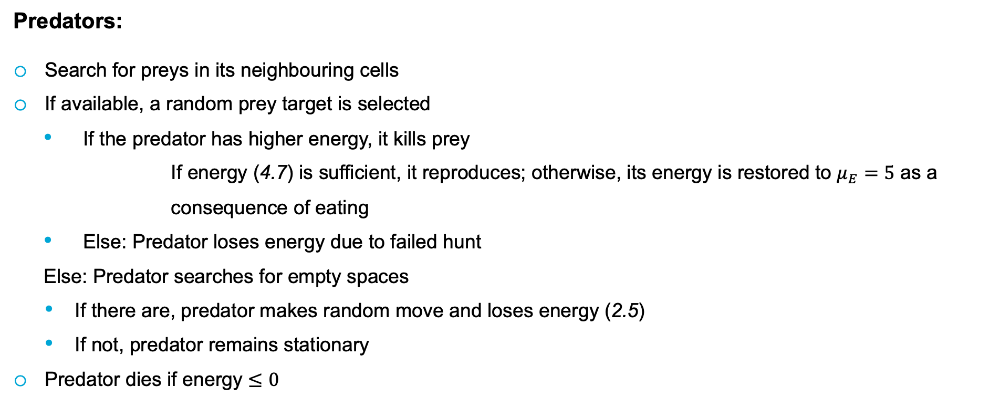 Predators:
Search for preys in its neighbouring cells
If available, a random prey target is selected
If the predator has higher energy, it kills prey
If energy (4.7) is sufficient, it reproduces; otherwise, its energy is restored to μ_E = 5 as a
consequence of eating
Else: Predator loses energy due to failed hunt
Else: Predator searches for empty spaces
If there are, predator makes random move and loses energy (2.5)
If not, predator remains stationary
Predator dies if energy ≤ 0